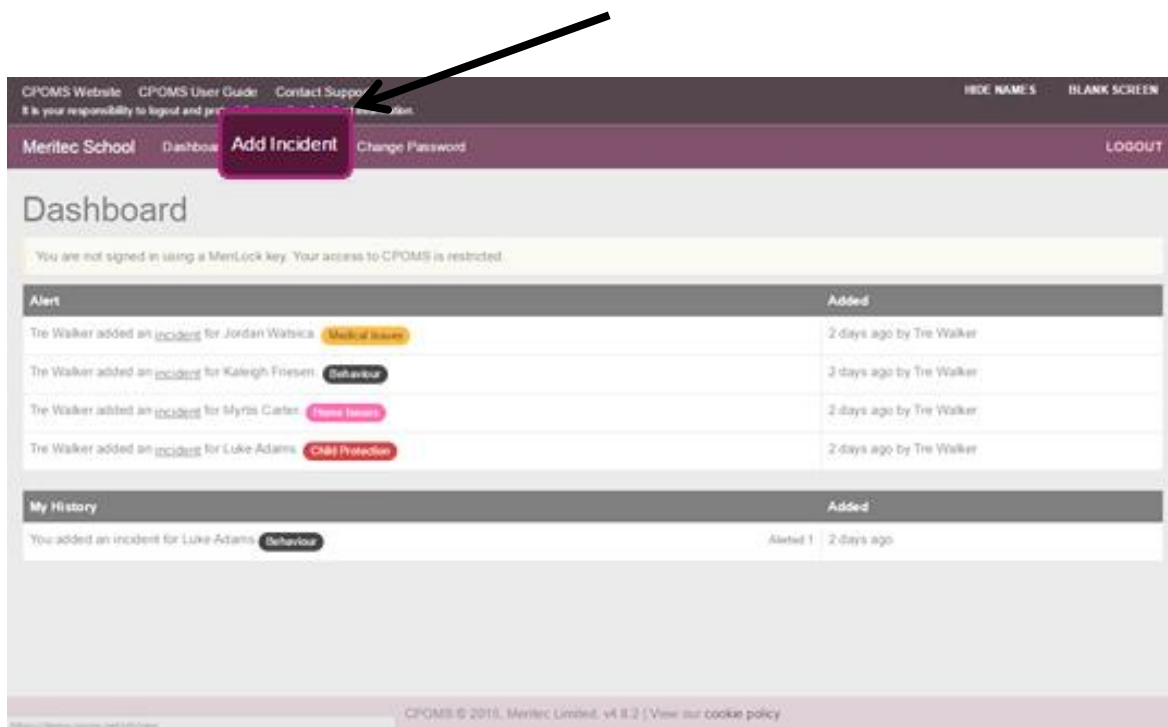 CPOMS Website CPOMS User Guide Contact HIDE NAMES BLANK SCREEN
It is your responsibility to logout and
Meritec School Add Incident Change Password LOGOUT
Dashboard
You are not signed in using a MeriLock key. Your access to CPOMS is restricted.
Alert Added
Tre Walker added an incident for Jordan Watsica. Medical Issues 2 days ago by Tre Walker
Tre Walker added an incident for Kaleigh Friesen. Behaviour 2 days ago by Tre Walker
Tre Walker added an incident for Myrtis Carter. Home Issues 2 days ago by Tre Walker
Tre Walker added an incident for Luke Adams. Child Protection 2 days ago by Tre Walker
My History Added
You added an incident for Luke Adams. Behaviour Alerted 1 2 days ago
CPOMS © 2015, Meritec Limited. v4.8.2 | View our cookie policy